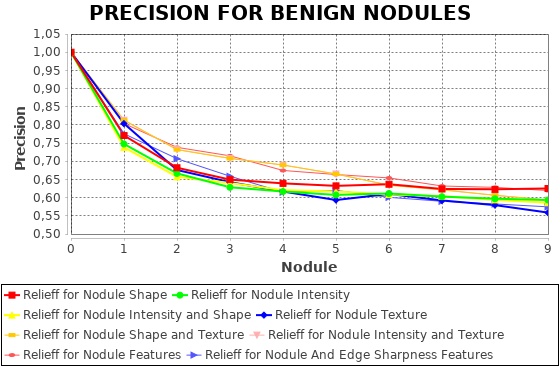 PRECISION FOR BENIGN NODULES
1,05
1,00
0,95
0,90
0,85
0,80
0,75
0,70
0,65
0,60
0,55
0,50
Precision
0 1 2 3 4 5 6 7 8 9
Nodule
Relieff for Nodule Shape Relieff for Nodule Intensity
Relieff for Nodule Intensity and Shape Relieff for Nodule Texture
Relieff for Nodule Shape and Texture Relieff for Nodule Intensity and Texture
Relieff for Nodule Features Relieff for Nodule And Edge Sharpness Features